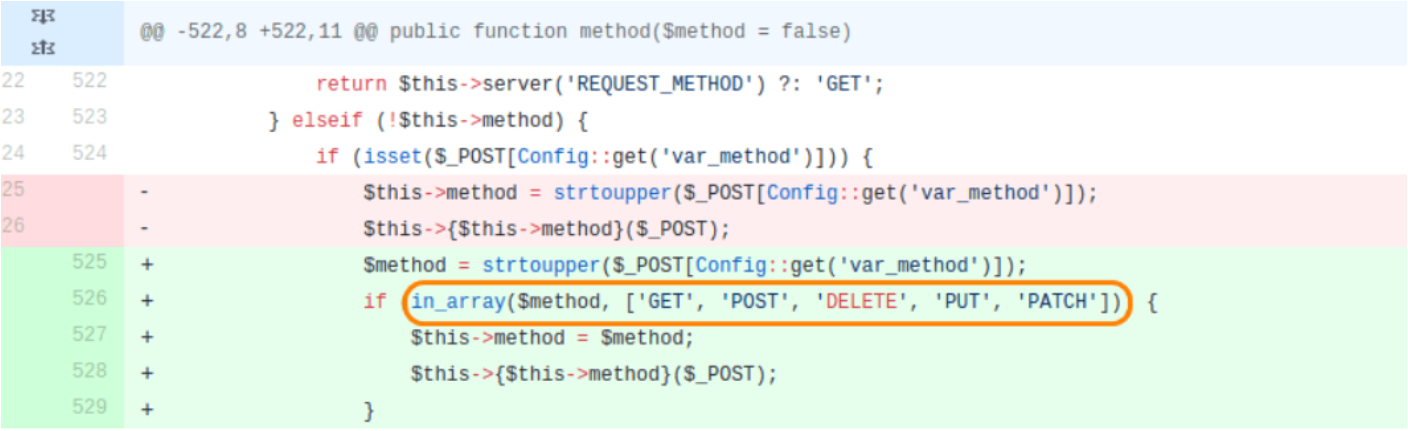 @@ -522,8 +522,11 @@ public function method($method = false)
22 522 return $this->server('REQUEST_METHOD') ?: 'GET';
23 523 } elseif (!$this->method) {
24 524 if (isset($_POST[Config::get('var_method')])) {
25 - $this->method = strtoupper($_POST[Config::get('var_method')]);
26 - $this->{$this->method}($_POST);
525 + $method = strtoupper($_POST[Config::get('var_method')]);
526 + if (in_array($method, ['GET', 'POST', 'DELETE', 'PUT', 'PATCH'])) {
527 + $this->method = $method;
528 + $this->{$this->method}($_POST);
529 + }